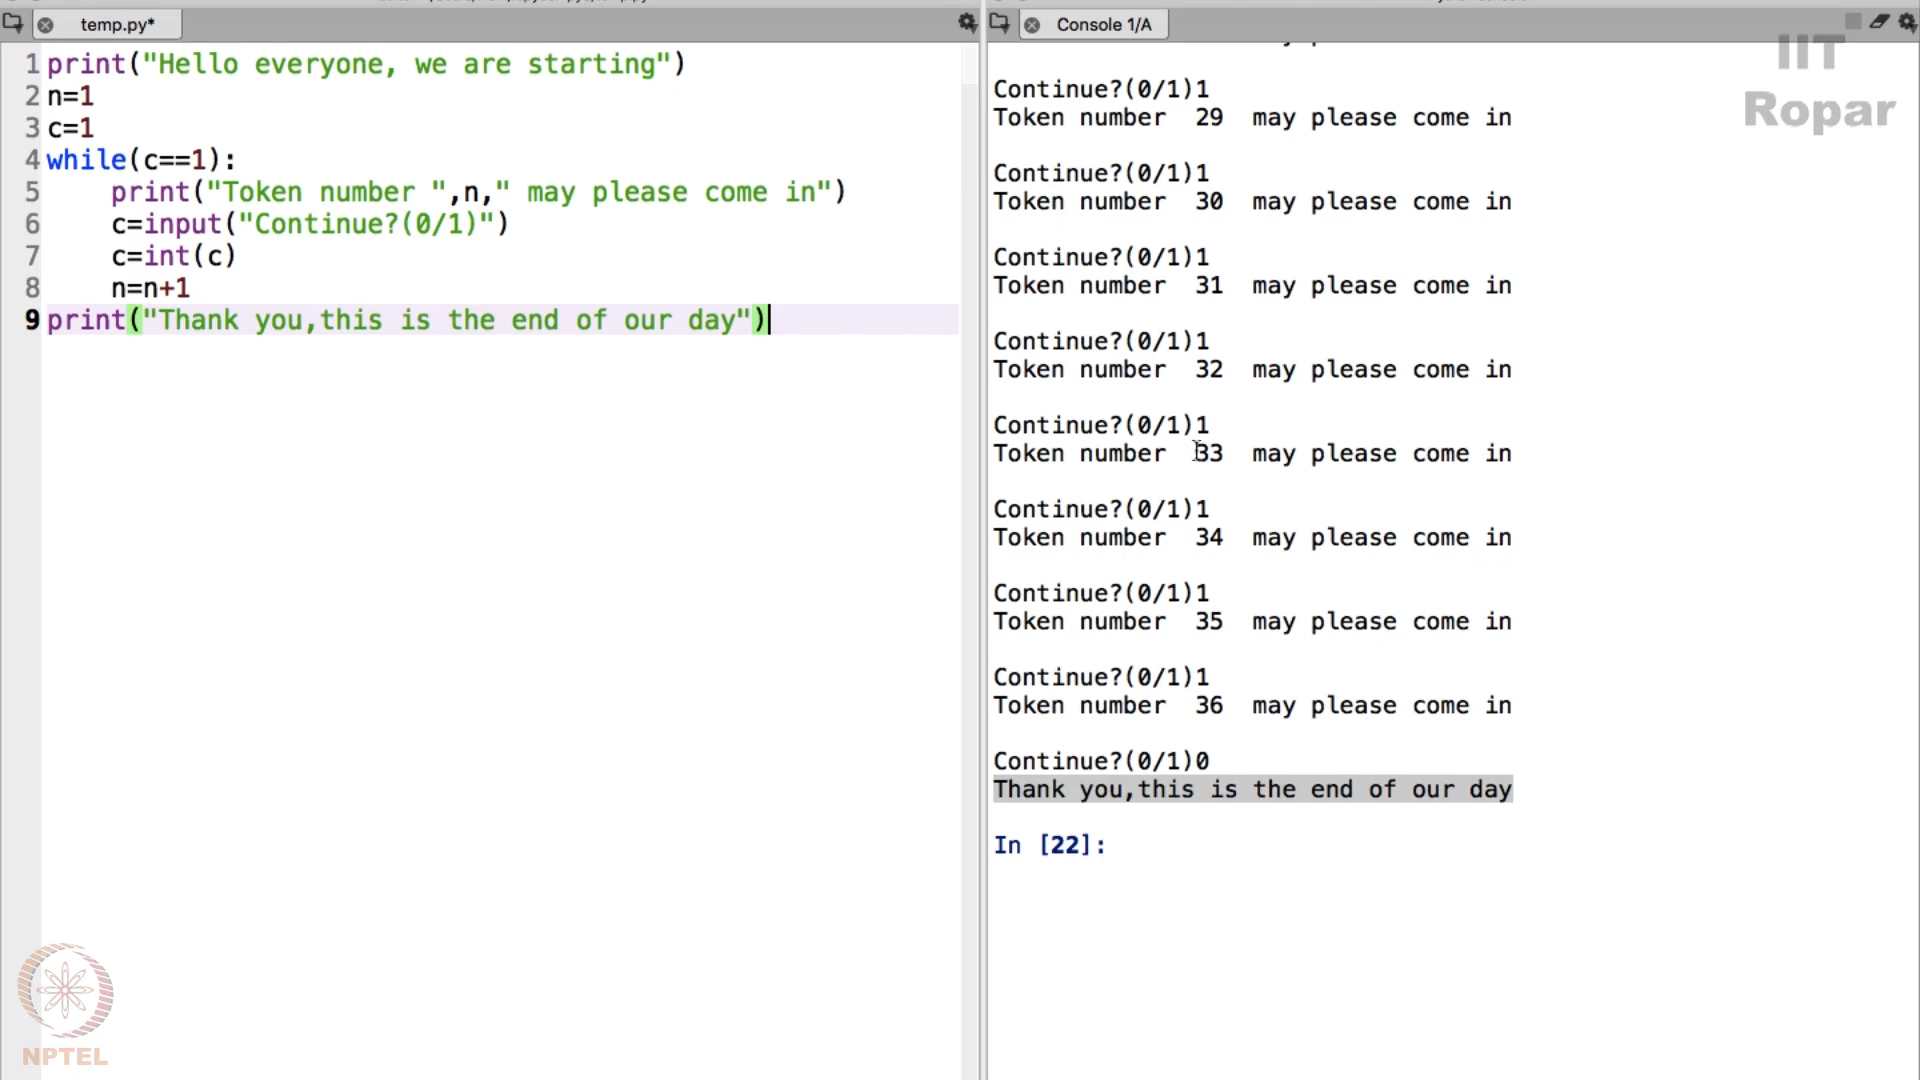 temp.py*
1 print("Hello everyone, we are starting")
2 n=1
3 c=1
4 while(c==1):
5     print("Token number ",n," may please come in")
6     c=input("Continue?(0/1)")
7     c=int(c)
8     n=n+1
9 print("Thank you,this is the end of our day")
NPTEL
Console 1/A
IIT
Ropar
Continue?(0/1)1
Token number  29  may please come in
Continue?(0/1)1
Token number  30  may please come in
Continue?(0/1)1
Token number  31  may please come in
Continue?(0/1)1
Token number  32  may please come in
Continue?(0/1)1
Token number  33  may please come in
Continue?(0/1)1
Token number  34  may please come in
Continue?(0/1)1
Token number  35  may please come in
Continue?(0/1)1
Token number  36  may please come in
Continue?(0/1)0
Thank you,this is the end of our day
In [22]: